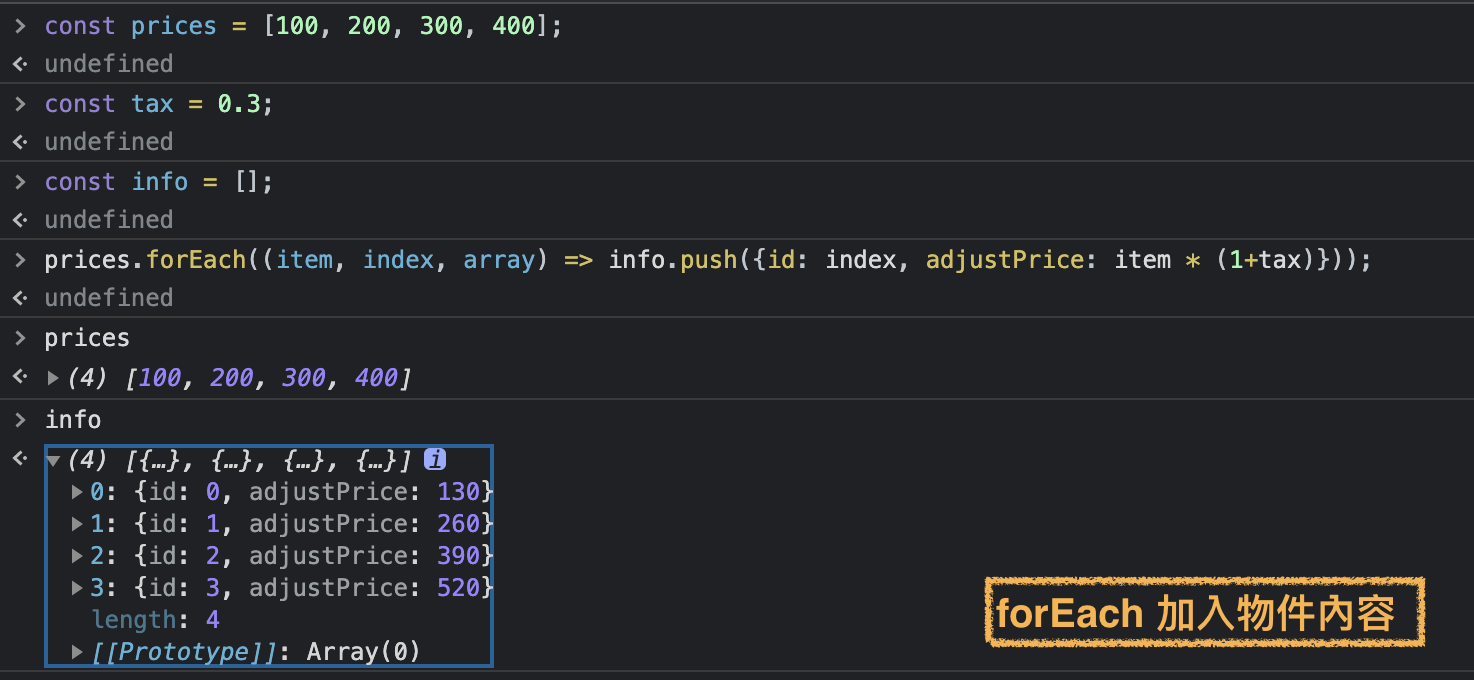 > const prices = [100, 200, 300, 400];
undefined
> const tax = 0.3;
undefined
> const info = [];
undefined
> prices.forEach((item, index, array) => info.push({id: index, adjustPrice: item * (1+tax)}));
undefined
> prices
(4) [100, 200, 300, 400]
> info
(4) [{…}, {…}, {…}, {…}] i
0: {id: 0, adjustPrice: 130}
1: {id: 1, adjustPrice: 260}
2: {id: 2, adjustPrice: 390}
3: {id: 3, adjustPrice: 520}
length: 4
[[Prototype]]: Array(0)
forEach 加入物件內容